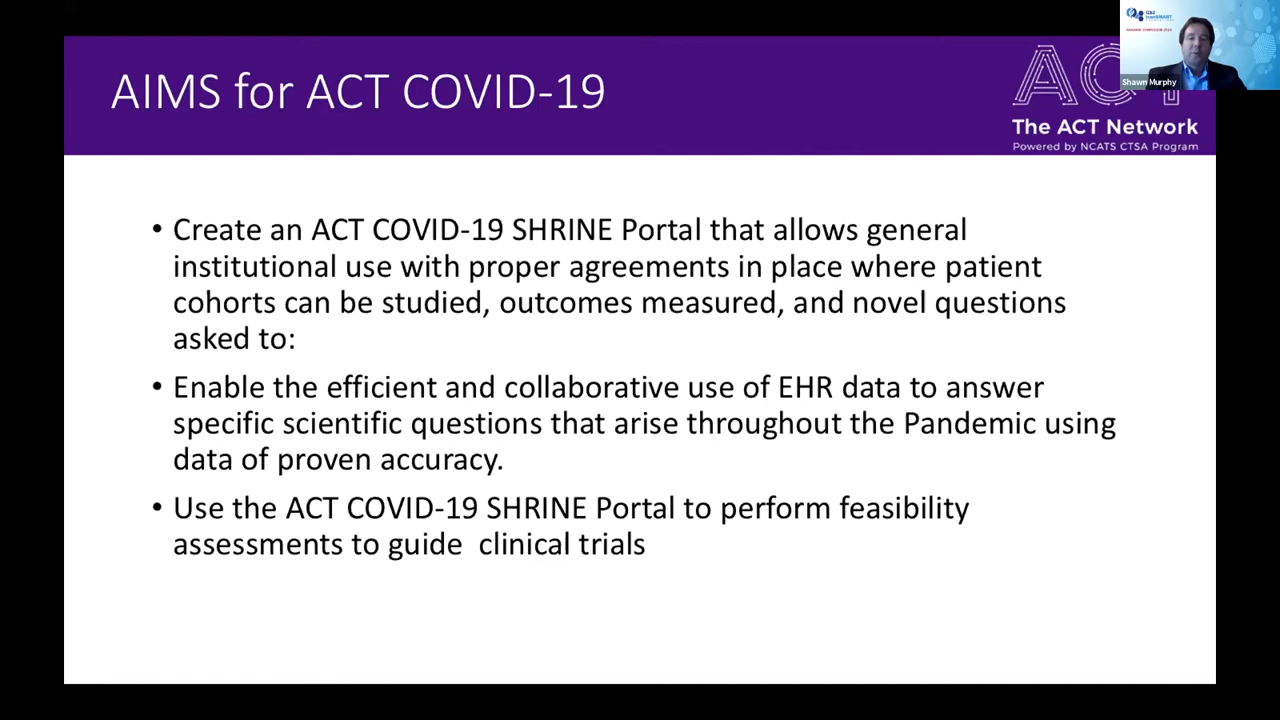 AIMS for ACT COVID-19
ACT
The ACT Network
Powered by NCATS CTSA Program
i2b2
tranSMART
Shawn Murphy
• Create an ACT COVID-19 SHRINE Portal that allows general
institutional use with proper agreements in place where patient
cohorts can be studied, outcomes measured, and novel questions
asked to:
• Enable the efficient and collaborative use of EHR data to answer
specific scientific questions that arise throughout the Pandemic using
data of proven accuracy.
• Use the ACT COVID-19 SHRINE Portal to perform feasibility
assessments to guide  clinical trials